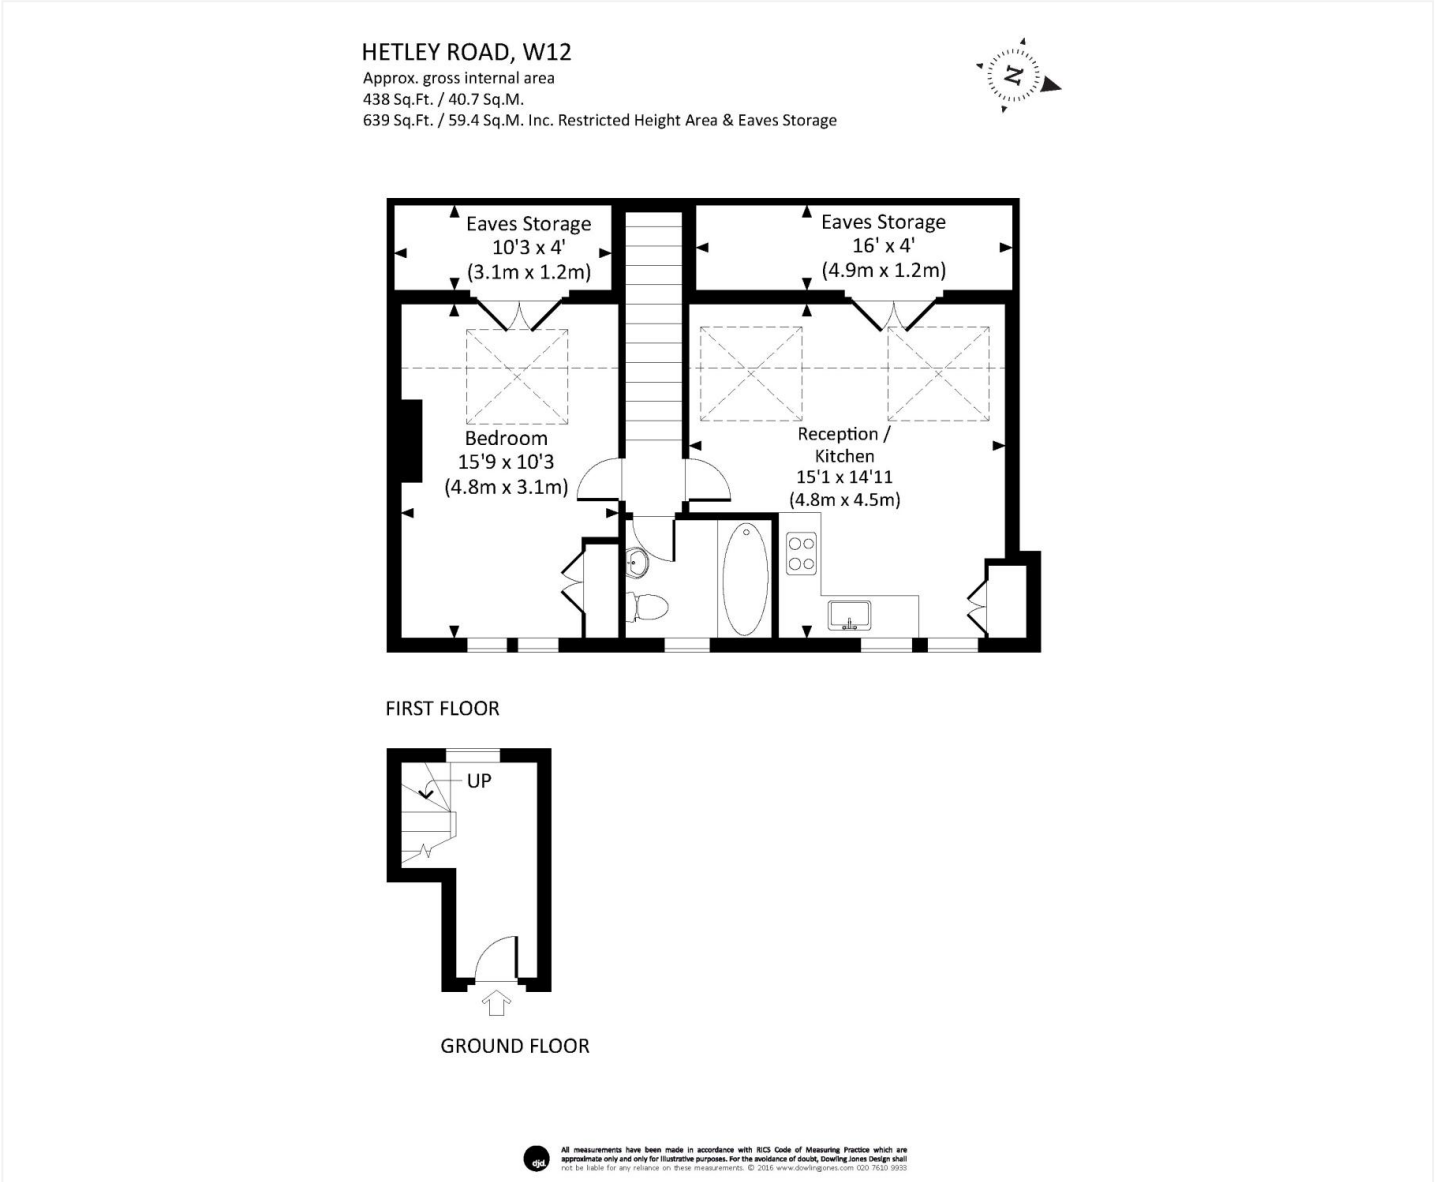 HETLEY ROAD, W12
Approx. gross internal area
438 Sq.Ft. / 40.7 Sq.M.
639 Sq.Ft. / 59.4 Sq.M. Inc. Restricted Height Area & Eaves Storage
N
Eaves Storage
10'3 x 4'
(3.1m x 1.2m)
Eaves Storage
16' x 4'
(4.9m x 1.2m)
Bedroom
15'9 x 10'3
(4.8m x 3.1m)
Reception /
Kitchen
15'1 x 14'11
(4.8m x 4.5m)
FIRST FLOOR
UP
GROUND FLOOR
djd.
All measurements have been made in accordance with RICS Code of Measuring Practice which are
approximate only and only for illustrative purposes. For the avoidance of doubt, Dowling Jones Design shall
not be liable for any reliance on these measurements. © 2016 www.dowlingjones.com 020 7610 9933